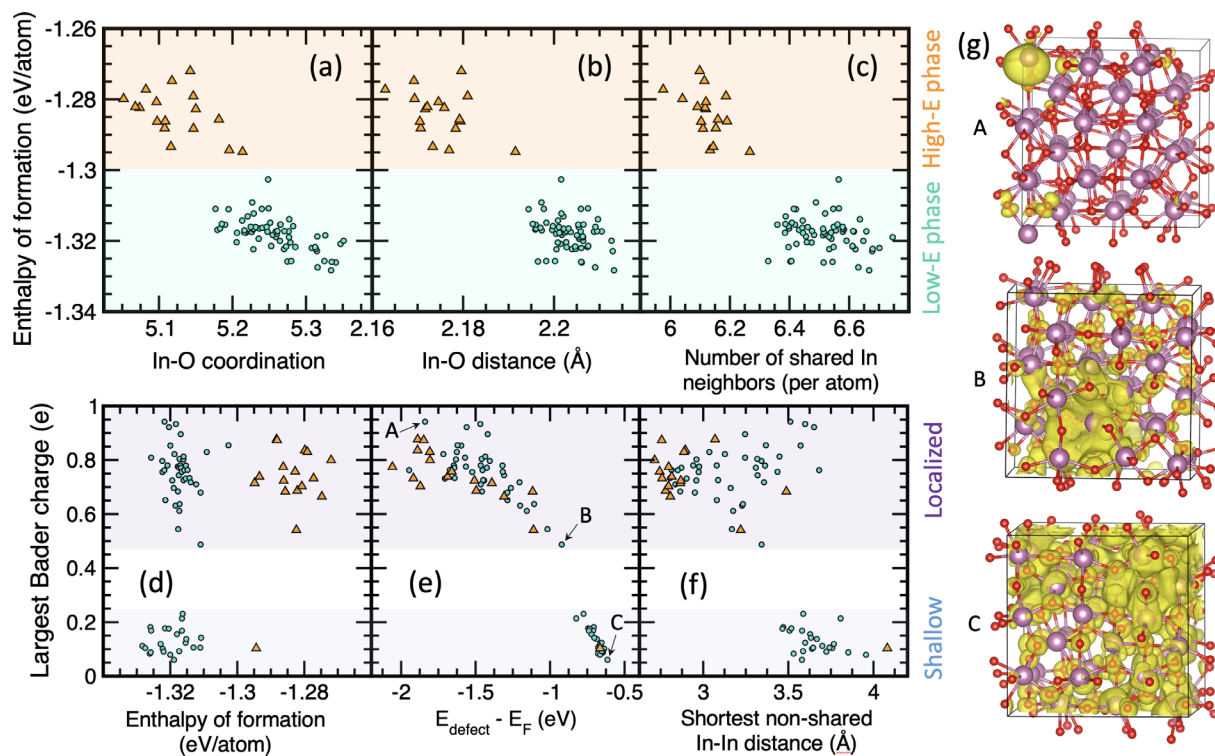 -1.26
-1.28
-1.3
-1.32
-1.34
Enthalpy of formation (eV/atom)
(a)
(b)
(c)
5.1
5.2
5.3
2.16
2.18
2.2
6
6.2
6.4
6.6
In-O coordination
In-O distance (Å)
Number of shared In
neighbors (per atom)
High-E phase
Low-E phase
1
0.8
0.6
0.4
0.2
0
Largest Bader charge (e)
A
B
C
(d)
(e)
(f)
-1.32
-1.3
-1.28
-2
-1.5
-1
-0.5
3
3.5
4
Enthalpy of formation
(eV/atom)
Edefect - EF (eV)
Shortest non-shared
In-In distance (Å)
Localized
Shallow
(g)
A
B
C